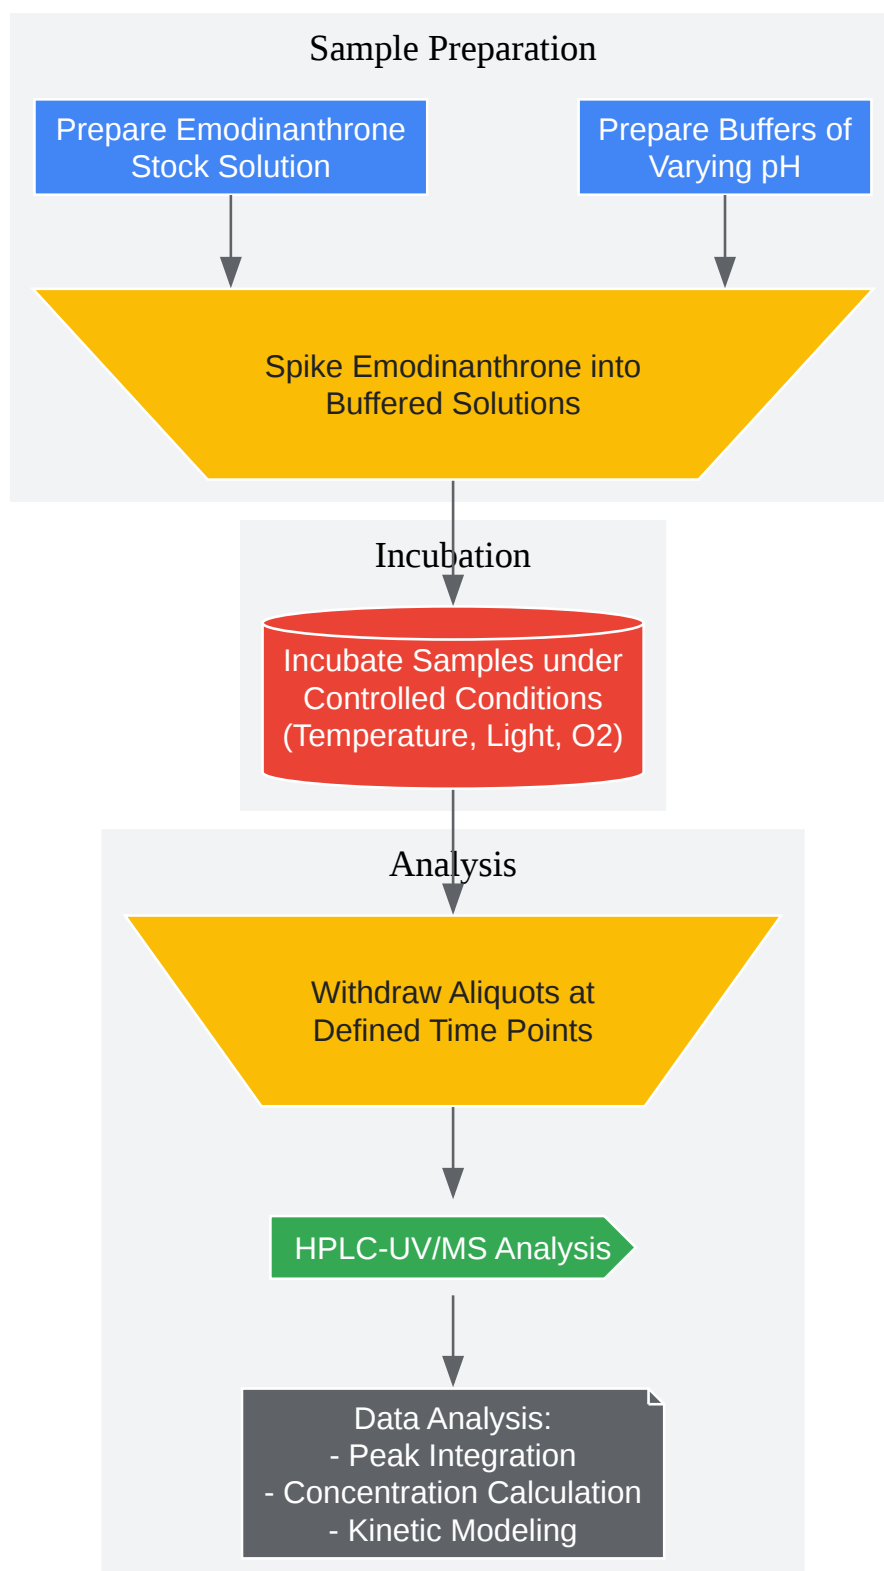 Sample Preparation
Prepare Emodinanthrone
Stock Solution
Prepare Buffers of
Varying pH
Spike Emodinanthrone into
Buffered Solutions
Incubation
Incubate Samples under
Controlled Conditions
(Temperature, Light, O2)
Analysis
Withdraw Aliquots at
Defined Time Points
HPLC-UV/MS Analysis
Data Analysis:
- Peak Integration
- Concentration Calculation
- Kinetic Modeling